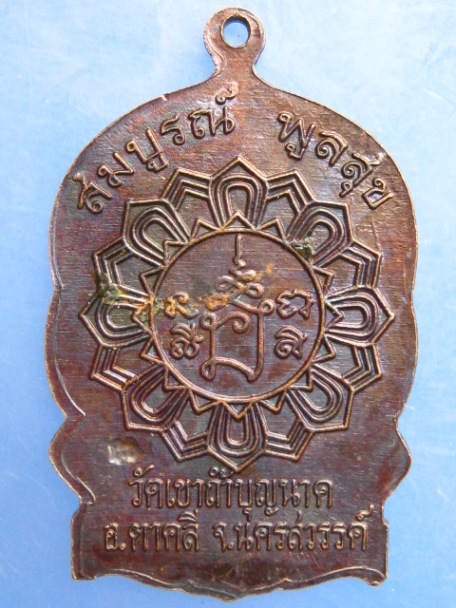 สมบูรณ์ พูลสุข
วัดเขาถ้ำบุญนาค
อ.ตาคลี จ.นครสวรรค์